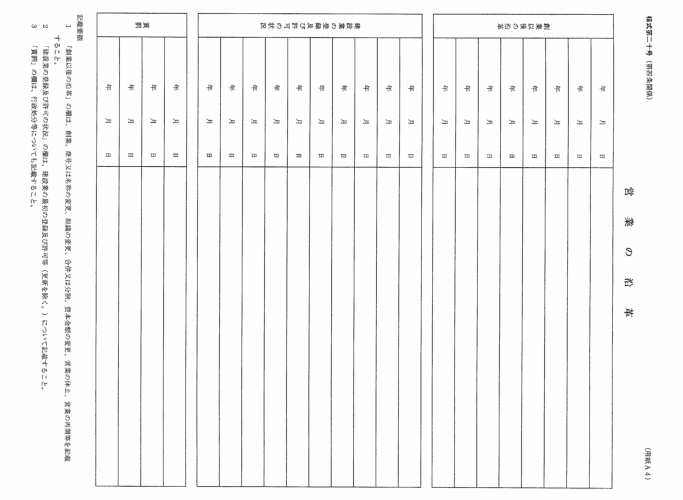 様式第二十号（第四条関係）
（用紙Ａ４）
営業の沿革
創業以後の沿革
年 月 日
年 月 日
年 月 日
年 月 日
年 月 日
年 月 日
年 月 日
年 月 日
建設業の登録及び許可の状況
年 月 日
年 月 日
年 月 日
年 月 日
年 月 日
年 月 日
年 月 日
年 月 日
年 月 日
年 月 日
賞罰
年 月 日
年 月 日
年 月 日
年 月 日
記載要領
1 「創業以後の沿革」の欄は、創業、商号又は名称の変更、組織の変更、合併又は分割、資本金額の変更、営業の休止、営業の再開等を記載
すること。
2 「建設業の登録及び許可の状況」の欄は、建設業の最初の登録及び許可等（更新を除く。）について記載すること。
3 「賞罰」の欄は、行政処分等についても記載すること。